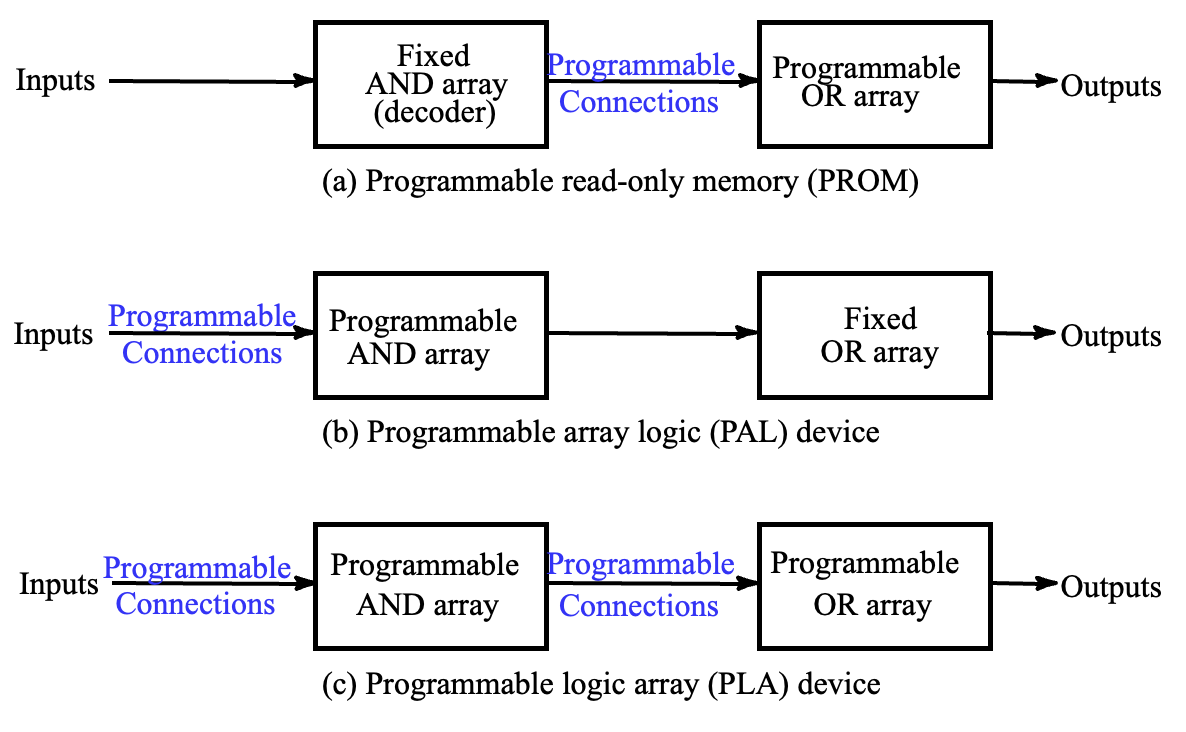 Inputs
Fixed
AND array
(decoder)
Programmable
Connections
Programmable
OR array
Outputs
(a) Programmable read-only memory (PROM)
Inputs
Programmable
Connections
Programmable
AND array
Fixed
OR array
Outputs
(b) Programmable array logic (PAL) device
Inputs
Programmable
Connections
Programmable
AND array
Programmable
Connections
Programmable
OR array
Outputs
(c) Programmable logic array (PLA) device